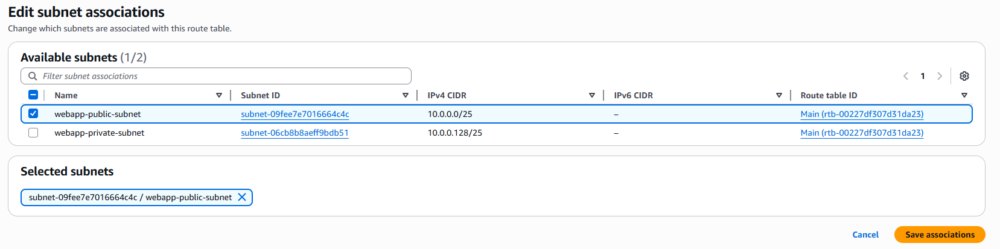 Edit subnet associations
Change which subnets are associated with this route table.
Available subnets (1/2)
Filter subnet associations
1
Name Subnet ID IPv4 CIDR IPv6 CIDR Route table ID
webapp-public-subnet subnet-09fee7e7016664c4c 10.0.0.0/25 – Main (rtb-00227df307d31da23)
webapp-private-subnet subnet-06cb8b8aeff9bdb51 10.0.0.128/25 – Main (rtb-00227df307d31da23)
Selected subnets
subnet-09fee7e7016664c4c / webapp-public-subnet
Cancel Save associations